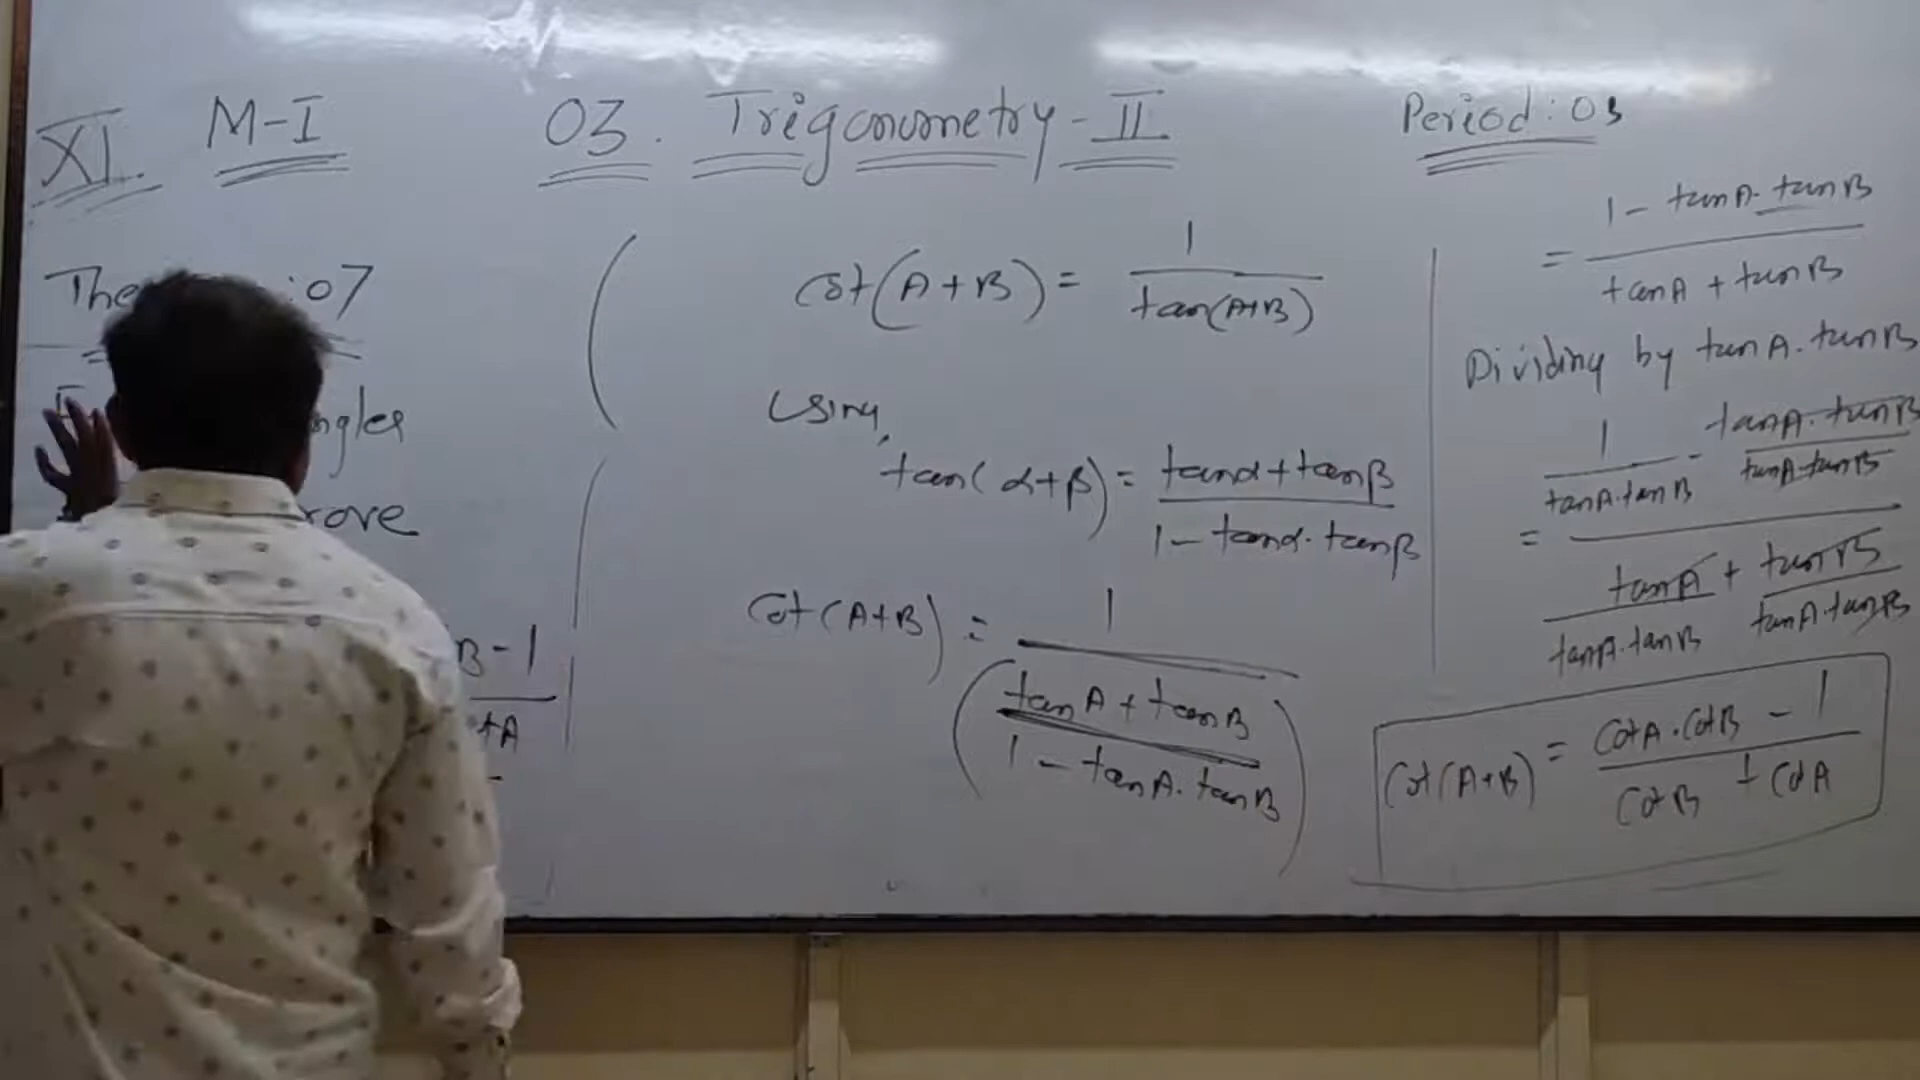 XI. M-I 03. Trigonometry-II Period: 03
: 07
ngles
rove
B - 1
tA
cot(A+B) = 1 / tan(A+B)
Using,
tan(α+β) = tanα + tanβ / 1 - tanα. tanβ
cot(A+B) = 1 / (tanA + tanB / 1 - tanA. tanB)
= 1 - tanA. tanB / tanA + tanB
Dividing by tanA. tanB
= 1 / tanA.tanB - tanA. tanB / tanA.tanB
tanA / tanA.tanB + tanB / tanA.tanB
cot(A+B) = cotA.cotB - 1 / cotB + cotA